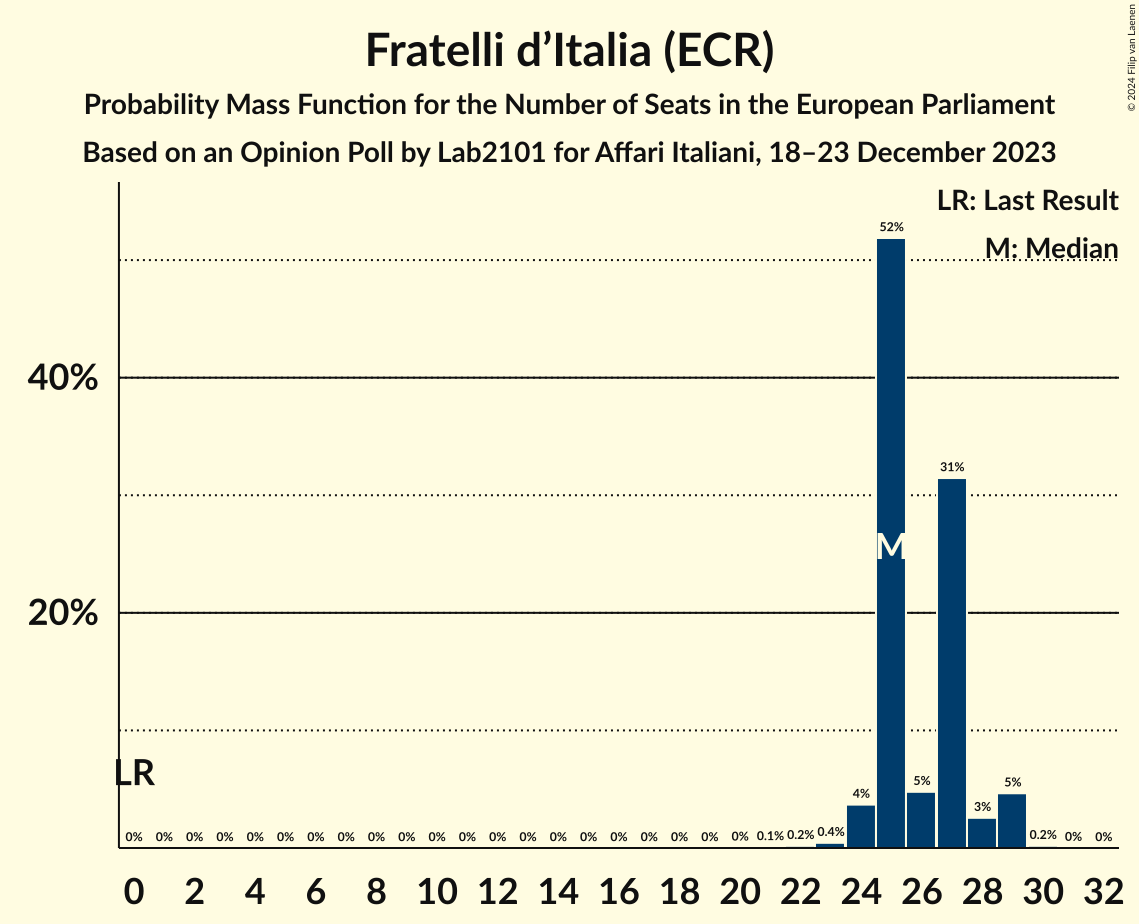 Fratelli d’Italia (ECR)
Probability Mass Function for the Number of Seats in the European Parliament
Based on an Opinion Poll by Lab2101 for Affari Italiani, 18–23 December 2023
© 2024 Filip van Laenen
LR: Last Result
M: Median
52%
40%
31%
M
20%
LR
0% 0% 0% 0% 0% 0% 0% 0% 0% 0% 0% 0% 0% 0% 0% 0% 0% 0% 0% 0% 0% 0.1% 0.2% 0.4% 4% 5% 3% 5% 0.2% 0% 0%
0 2 4 6 8 10 12 14 16 18 20 22 24 26 28 30 32